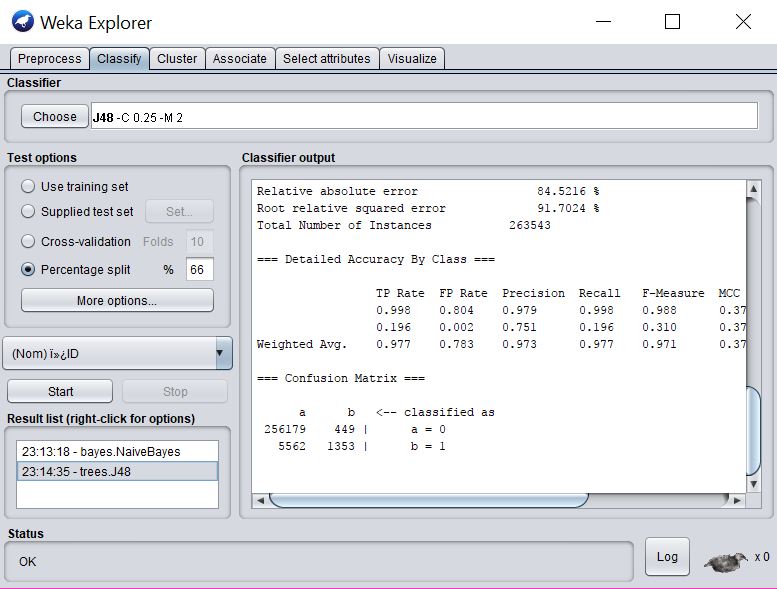 Weka Explorer
Preprocess Classify Cluster Associate Select attributes Visualize
Classifier
Choose J48 -C 0.25 -M 2
Test options
Use training set
Supplied test set Set...
Cross-validation Folds 10
Percentage split % 66
More options...
(Nom) ï»¿ID
Start Stop
Result list (right-click for options)
23:13:18 - bayes.NaiveBayes
23:14:35 - trees.J48
Classifier output
Relative absolute error 84.5216 %
Root relative squared error 91.7024 %
Total Number of Instances 263543
=== Detailed Accuracy By Class ===
TP Rate FP Rate Precision Recall F-Measure MCC
0.998 0.804 0.979 0.998 0.988 0.37
0.196 0.002 0.751 0.196 0.310 0.37
Weighted Avg. 0.977 0.783 0.973 0.977 0.971 0.37
=== Confusion Matrix ===
a b <-- classified as
256179 449 | a = 0
5562 1353 | b = 1
Status
OK
Log x 0